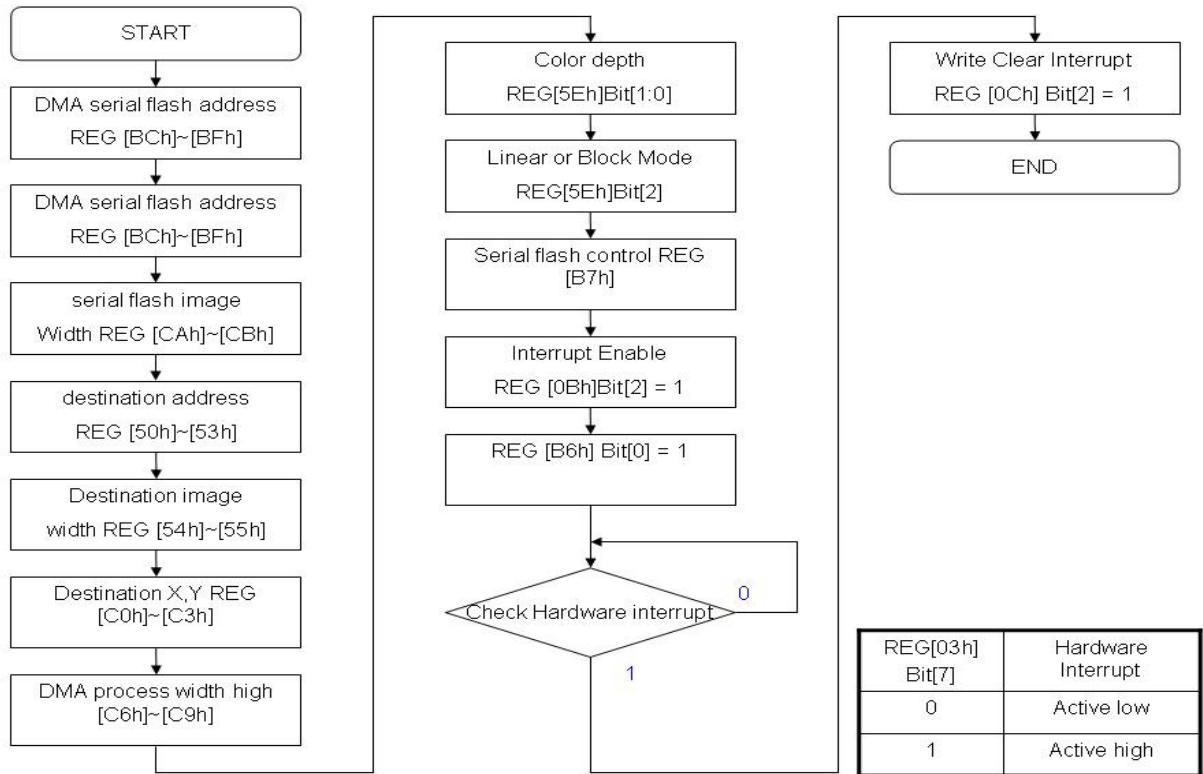 START
DMA serial flash address
REG [BCh]~[BFh]
DMA serial flash address
REG [BCh]~[BFh]
serial flash image
Width REG [CAh]~[CBh]
destination address
REG [50h]~[53h]
Destination image
width REG [54h]~[55h]
Destination X,Y REG
[C0h]~[C3h]
DMA process width high
[C6h]~[C9h]
Color depth
REG[5Eh]Bit[1:0]
Linear or Block Mode
REG[5Eh]Bit[2]
Serial flash control REG
[B7h]
Interrupt Enable
REG [0Bh]Bit[2] = 1
REG [B6h] Bit[0] = 1
Check Hardware interrupt
0
1
Write Clear Interrupt
REG [0Ch] Bit[2] = 1
END
REG[03h]
Bit[7]
Hardware
Interrupt
0
Active low
1
Active high